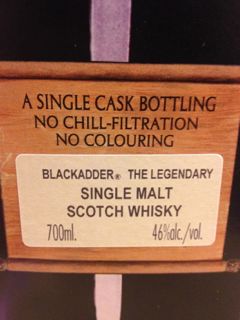 A SINGLE CASK BOTTLING
NO CHILL-FILTRATION
NO COLOURING
BLACKADDER® THE LEGENDARY
SINGLE MALT
SCOTCH WHISKY
700ml. 46%alc./vol.